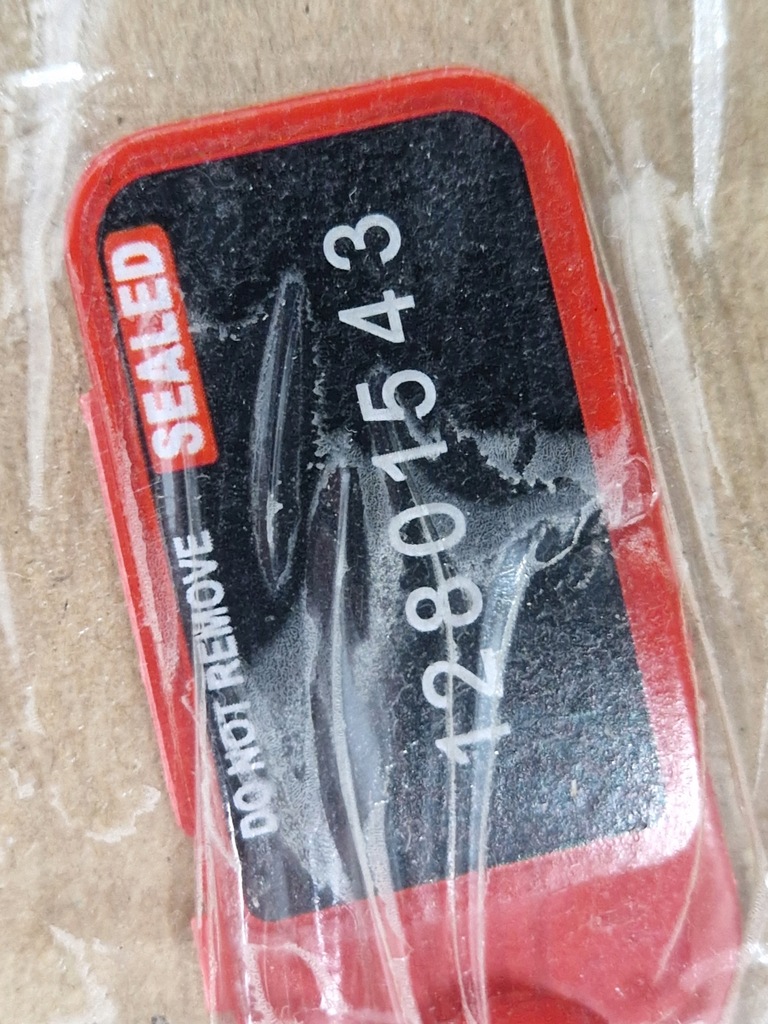 SEALED
DO NOT REMOVE
12801543